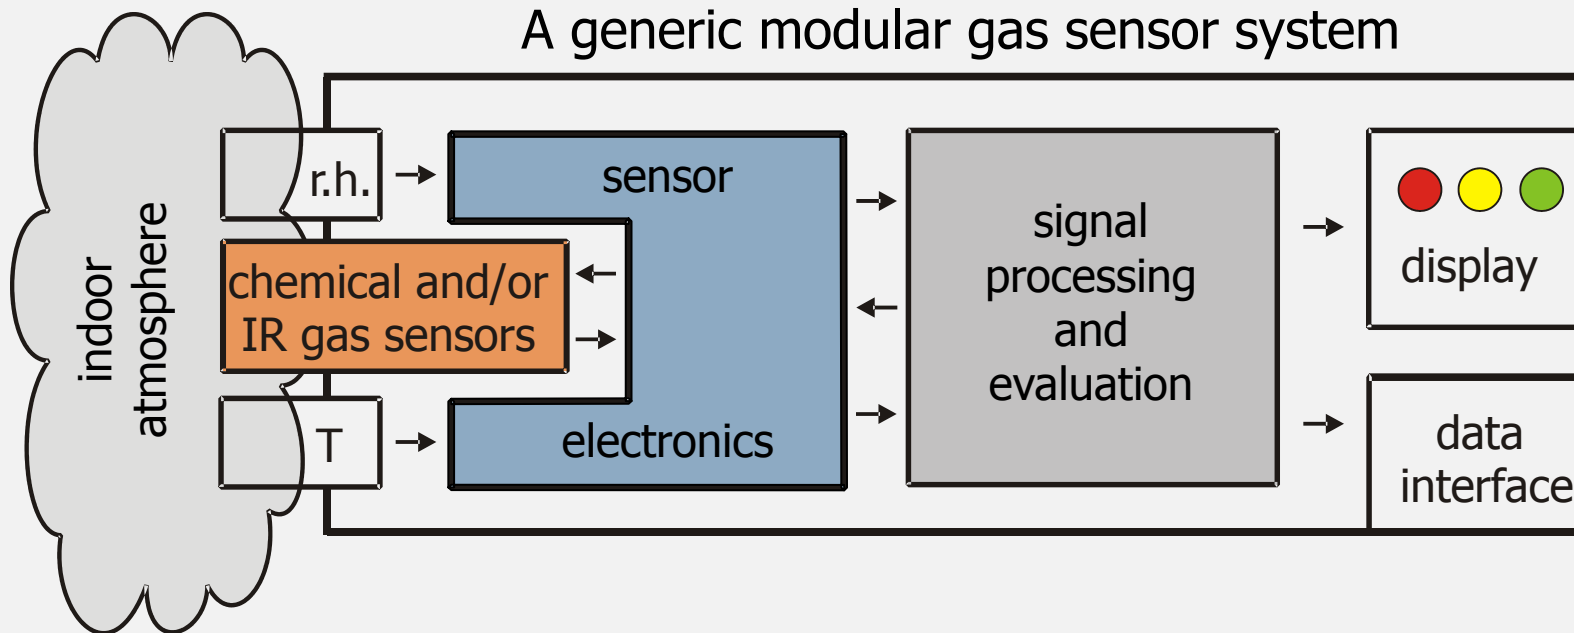 A generic modular gas sensor system
indoor
atmosphere
r.h.
chemical and/or
IR gas sensors
T
sensor
electronics
signal
processing
and
evaluation
display
data
interface